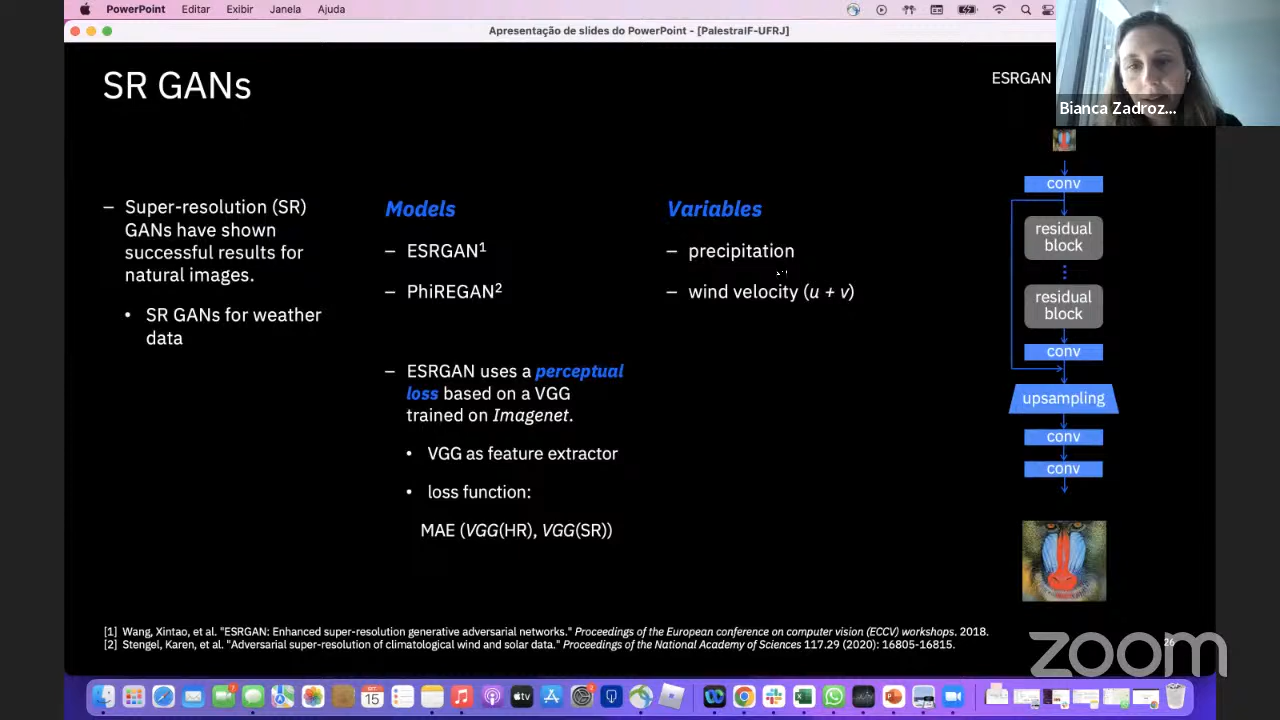 PowerPoint Editar Exibir Janela Ajuda
Apresentação de slides do PowerPoint - [PalestraIF-UFRJ]
SR GANs
ESRGAN
Bianca Zadroz...
– Super-resolution (SR)
GANs have shown
successful results for
natural images.
• SR GANs for weather
data
Models
– ESRGAN¹
– PhiREGAN²
– ESRGAN uses a perceptual
loss based on a VGG
trained on Imagenet.
• VGG as feature extractor
• loss function:
MAE (VGG(HR), VGG(SR))
Variables
– precipitation
– wind velocity (u + v)
conv
residual
block
residual
block
conv
upsampling
conv
conv
[1] Wang, Xintao, et al. "ESRGAN: Enhanced super-resolution generative adversarial networks." Proceedings of the European conference on computer vision (ECCV) workshops. 2018.
[2] Stengel, Karen, et al. "Adversarial super-resolution of climatological wind and solar data." Proceedings of the National Academy of Sciences 117.29 (2020): 16805-16815.
26
zoom
15
tv